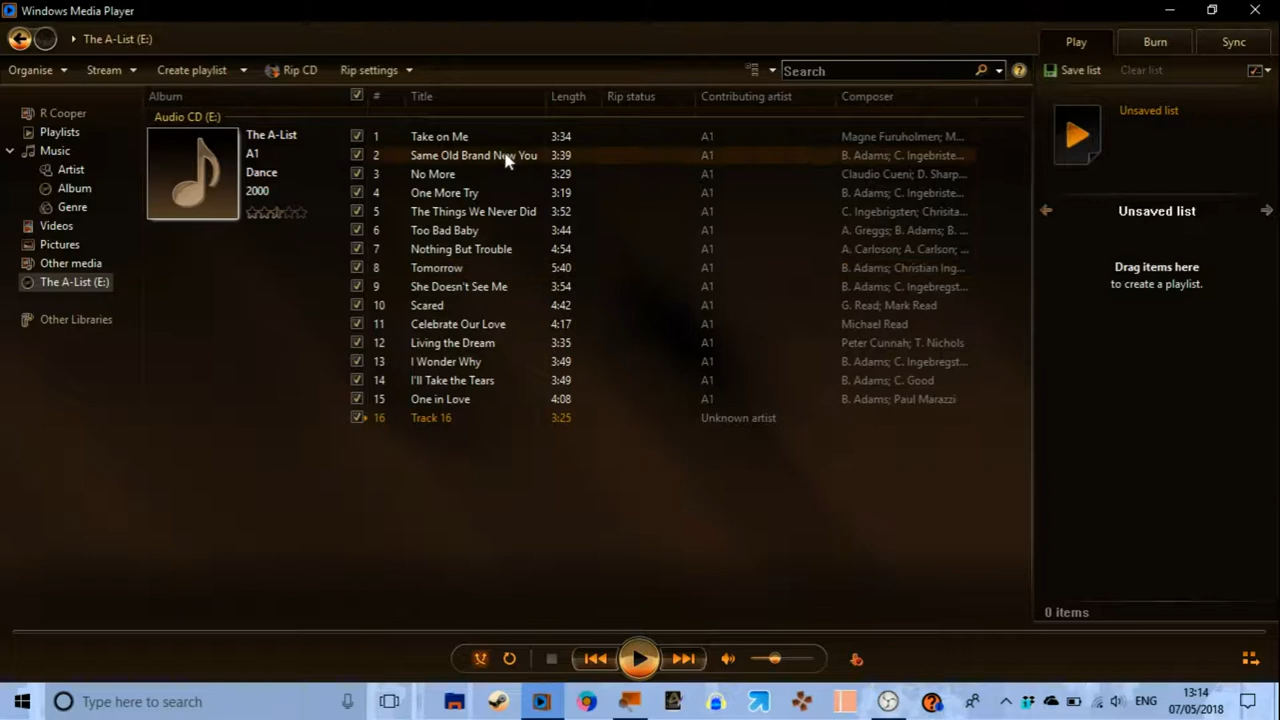 Windows Media Player
The A-List (E:)
Play Burn Sync
Organise Stream Create playlist Rip CD Rip settings Search Save list Clear list
Album # Title Length Rip status Contributing artist Composer
R Cooper
Playlists
Music
Artist
Album
Genre
Videos
Pictures
Other media
The A-List (E:)
Other Libraries
Audio CD (E:)
The A-List
A1
Dance
2000
1 Take on Me 3:34 A1 Magne Furuholmen; M...
2 Same Old Brand New You 3:39 A1 B. Adams; C. Ingebriste...
3 No More 3:29 A1 Claudio Cueni; D. Sharp...
4 One More Try 3:19 A1 B. Adams; C. Ingebriste...
5 The Things We Never Did 3:52 A1 C. Ingebrigsten; Chrisita...
6 Too Bad Baby 3:44 A1 A. Greggs; B. Adams; B. ...
7 Nothing But Trouble 4:54 A1 A. Carloson; A. Carlson; ...
8 Tomorrow 5:40 A1 B. Adams; Christian Ing...
9 She Doesn't See Me 3:54 A1 B. Adams; C. Ingebregst...
10 Scared 4:42 A1 G. Read; Mark Read
11 Celebrate Our Love 4:17 A1 Michael Read
12 Living the Dream 3:35 A1 Peter Cunnah; T. Nichols
13 I Wonder Why 3:49 A1 B. Adams; C. Ingebregst...
14 I'll Take the Tears 3:49 A1 B. Adams; C. Good
15 One in Love 4:08 A1 B. Adams; Paul Marazzi
16 Track 16 3:25 Unknown artist
Unsaved list
Unsaved list
Drag items here
to create a playlist.
0 items
Type here to search
ENG
13:14
07/05/2018